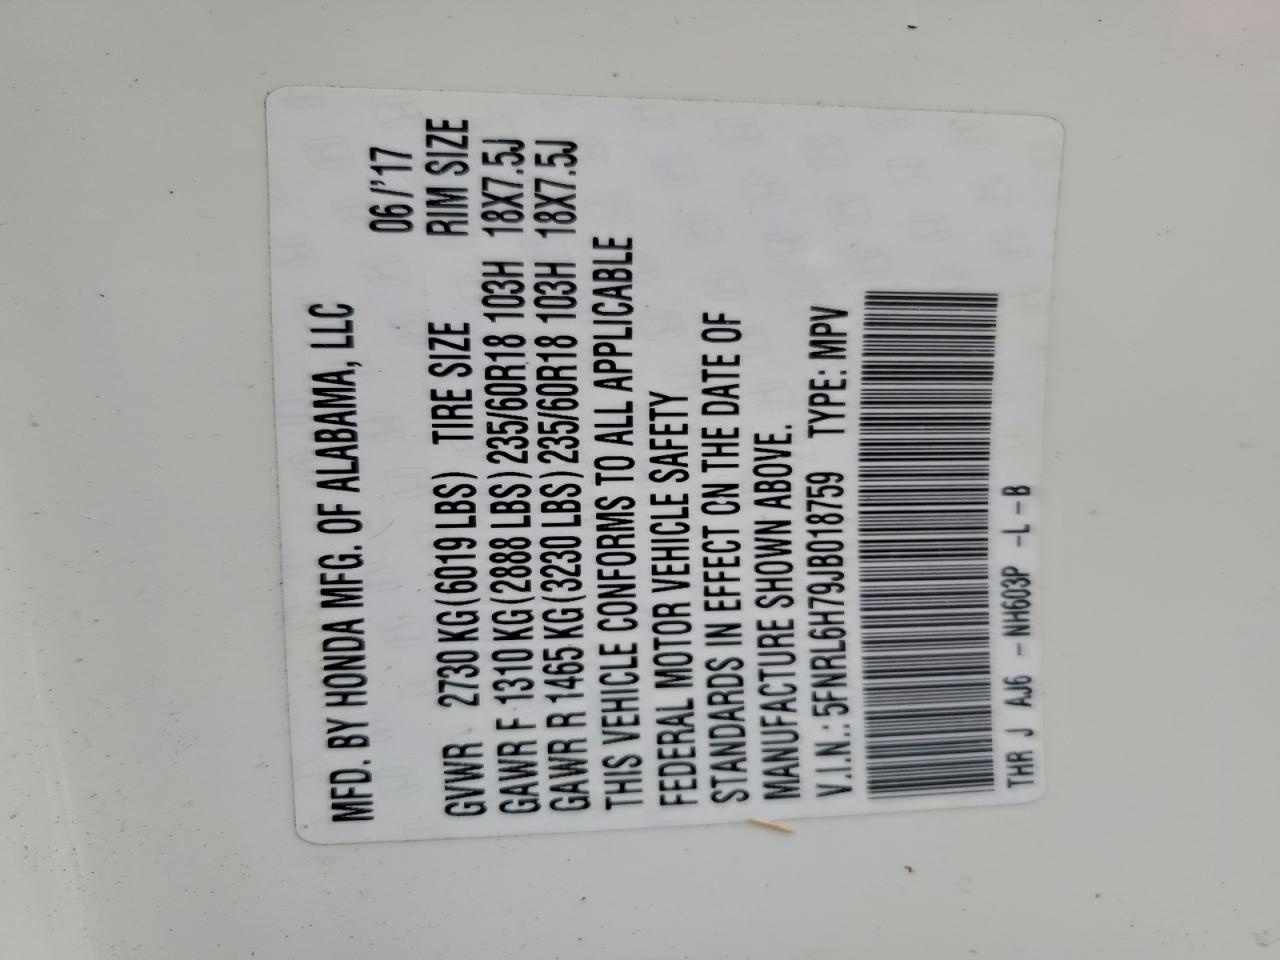 MFD. BY HONDA MFG. OF ALABAMA, LLC
06/'17
GVWR 2730 KG(6019 LBS) TIRE SIZE RIM SIZE
GAWR F 1310 KG(2888 LBS) 235/60R18 103H 18X7.5J
GAWR R 1465 KG(3230 LBS) 235/60R18 103H 18X7.5J
THIS VEHICLE CONFORMS TO ALL APPLICABLE
FEDERAL MOTOR VEHICLE SAFETY
STANDARDS IN EFFECT ON THE DATE OF
MANUFACTURE SHOWN ABOVE.
V.I.N.: 5FNRL6H79JB018759 TYPE: MPV
THR J AJ6 - NH603P -L-B